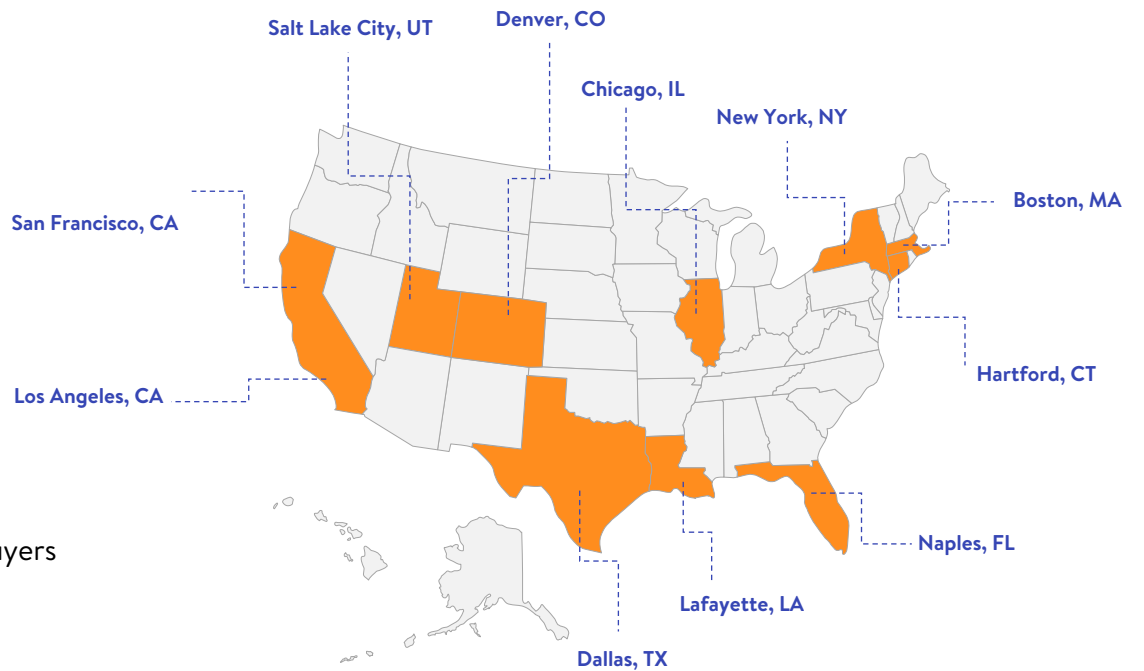 Denver, CO
Salt Lake City, UT
Chicago, IL
New York, NY
Boston, MA
San Francisco, CA
Hartford, CT
Los Angeles, CA
Naples, FL
Lafayette, LA
Dallas, TX